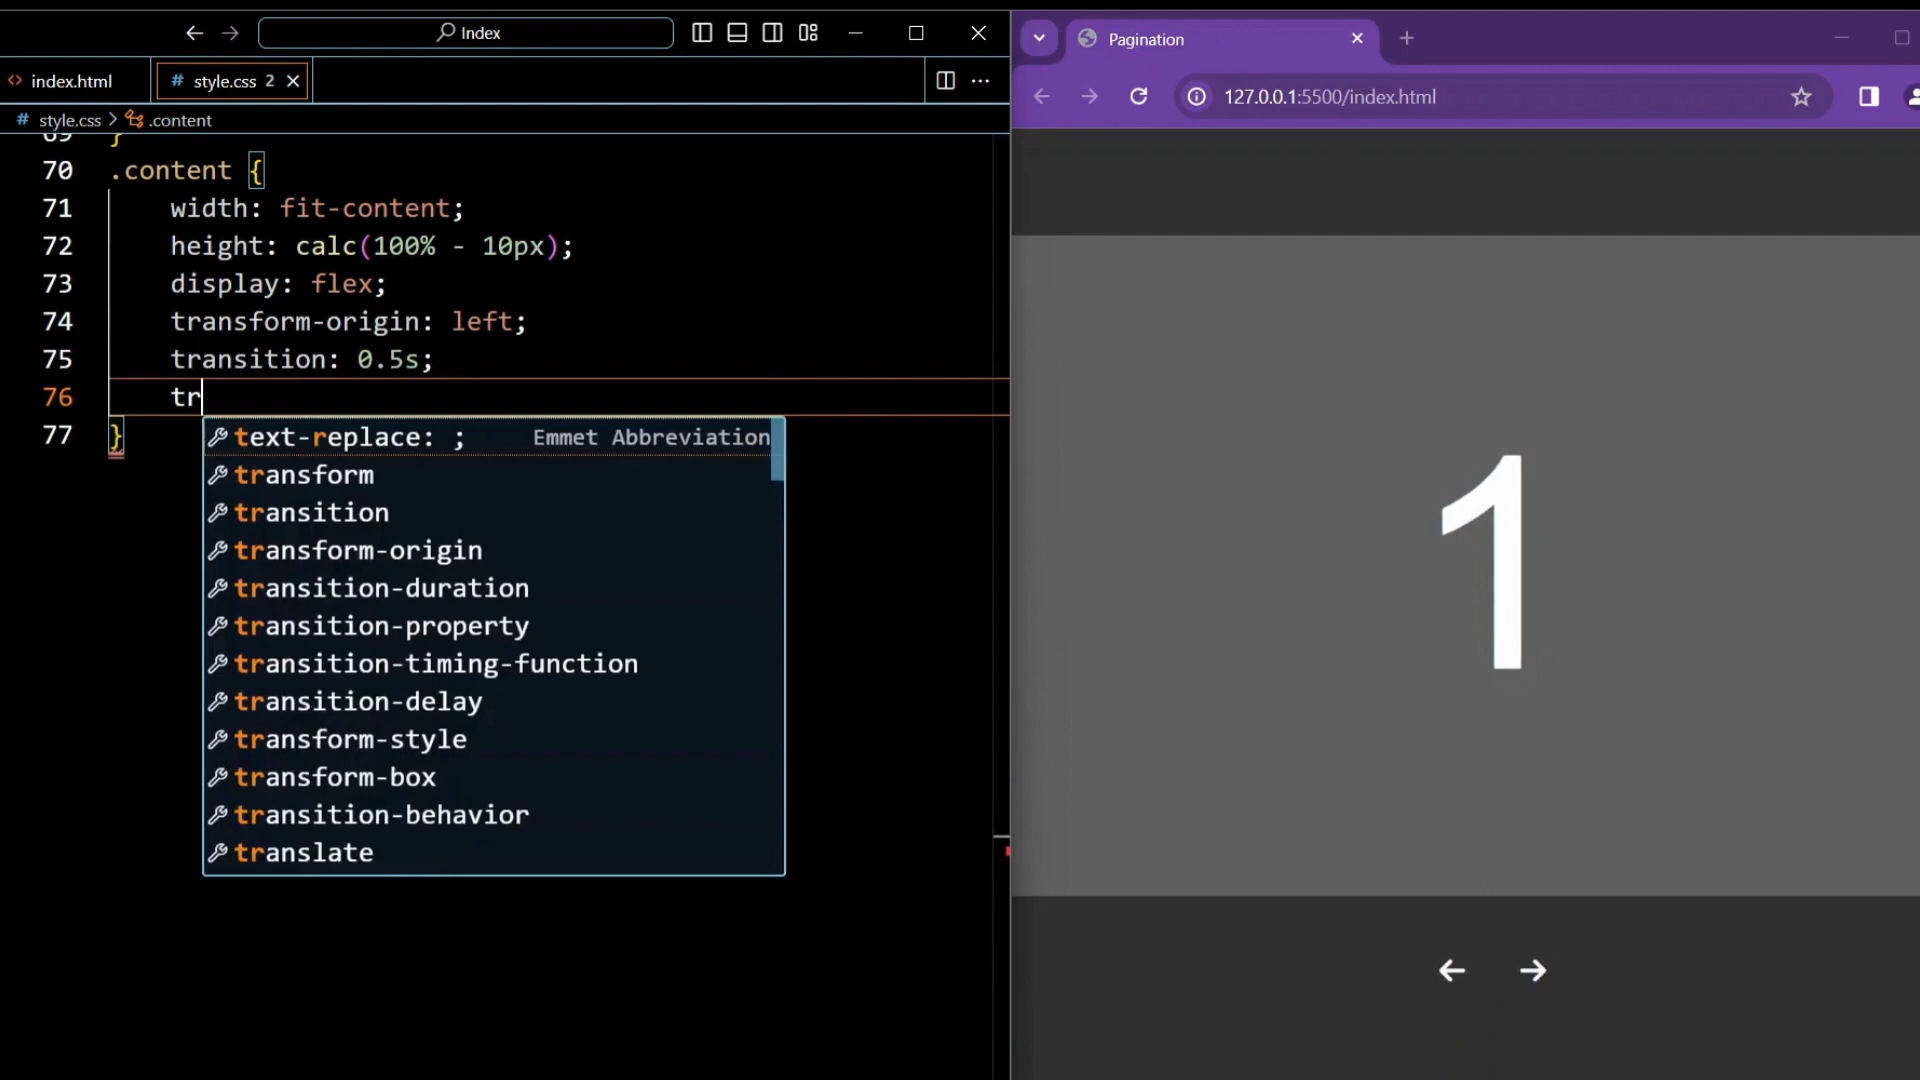 Index
index.html
# style.css 2
# style.css > .content
69 }
70 .content {
71 width: fit-content;
72 height: calc(100% - 10px);
73 display: flex;
74 transform-origin: left;
75 transition: 0.5s;
76 tr
77 }
text-replace: ; Emmet Abbreviation
transform
transition
transform-origin
transition-duration
transition-property
transition-timing-function
transition-delay
transform-style
transform-box
transition-behavior
translate
Pagination
127.0.0.1:5500/index.html
1